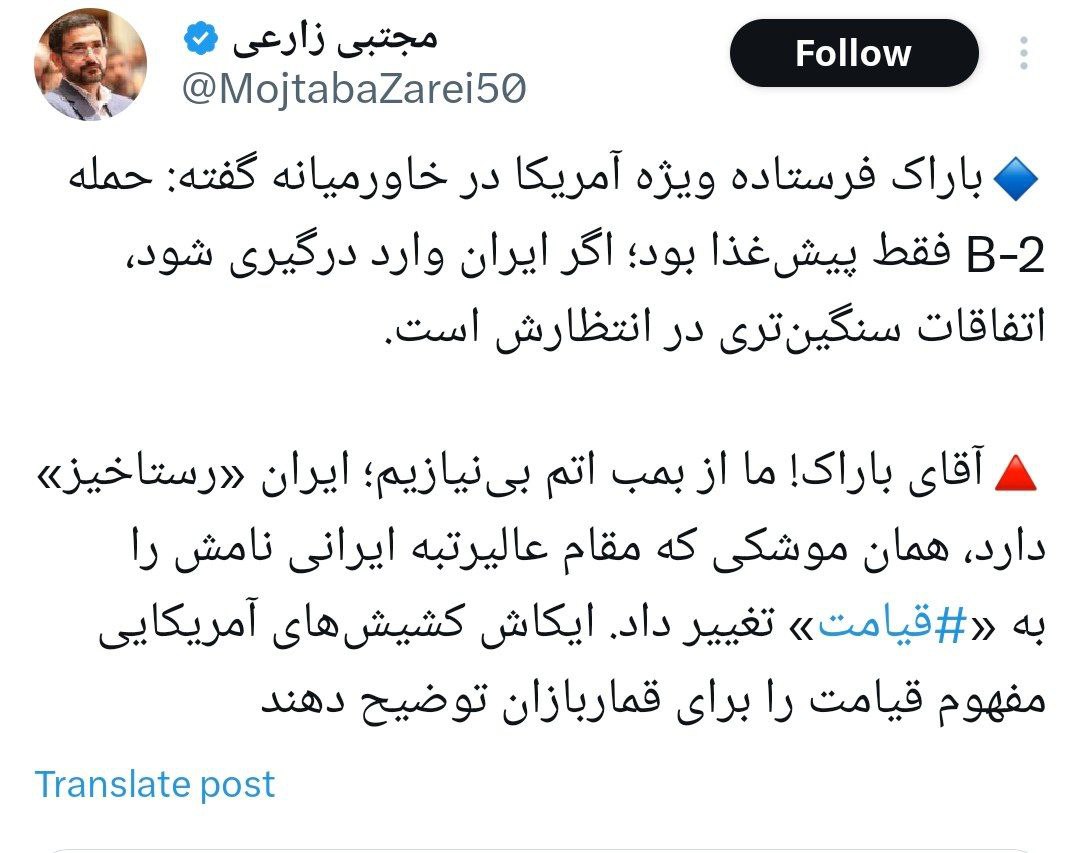 مجتبی زارعی
Follow
@MojtabaZarei50
🔷باراک فرستاده ویژه آمریکا در خاورمیانه گفته: حمله
B-2 فقط پیش‌غذا بود؛ اگر ایران وارد درگیری شود،
اتفاقات سنگین‌تری در انتظارش است.
🔺آقای باراک! ما از بمب اتم بی‌نیازیم؛ ایران «رستاخیز»
دارد، همان موشکی که مقام عالیرتبه ایرانی نامش را
به «#قیامت» تغییر داد. ایکاش کشیش‌های آمریکایی
مفهوم قیامت را برای قماربازان توضیح دهند
Translate post